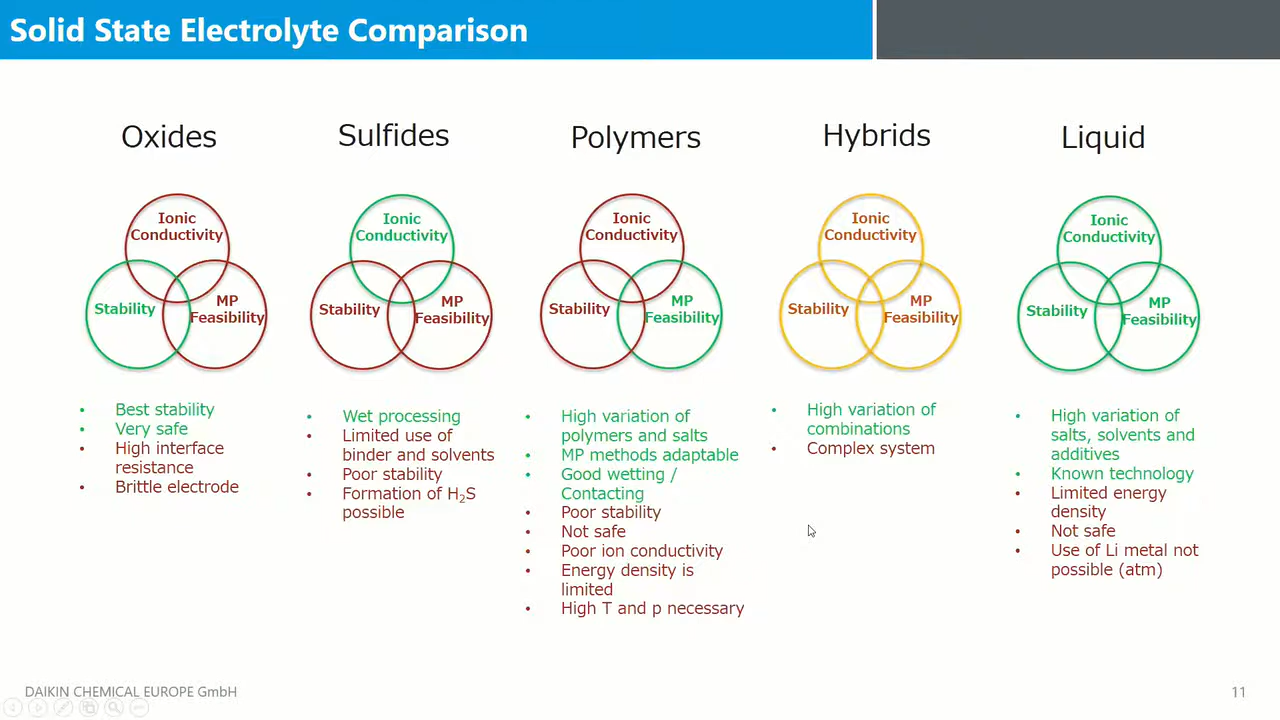 Solid State Electrolyte Comparison
Oxides
Ionic
Conductivity
Stability
MP
Feasibility
• Best stability
• Very safe
• High interface
resistance
• Brittle electrode
Sulfides
Ionic
Conductivity
Stability
MP
Feasibility
• Wet processing
• Limited use of
binder and solvents
• Poor stability
• Formation of H₂S
possible
Polymers
Ionic
Conductivity
Stability
MP
Feasibility
• High variation of
polymers and salts
• MP methods adaptable
• Good wetting /
Contacting
• Poor stability
• Not safe
• Poor ion conductivity
• Energy density is
limited
• High T and p necessary
Hybrids
Ionic
Conductivity
Stability
MP
Feasibility
• High variation of
combinations
• Complex system
Liquid
Ionic
Conductivity
Stability
MP
Feasibility
• High variation of
salts, solvents and
additives
• Known technology
• Limited energy
density
• Not safe
• Use of Li metal not
possible (atm)
DAIKIN CHEMICAL EUROPE GmbH
11